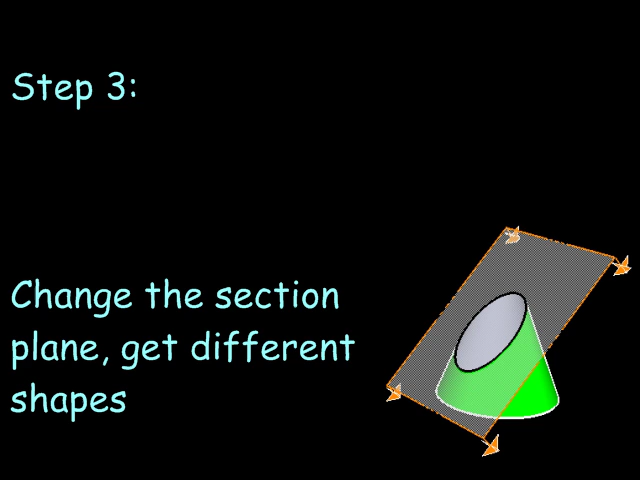 Step 3:
Change the section
plane, get different
shapes